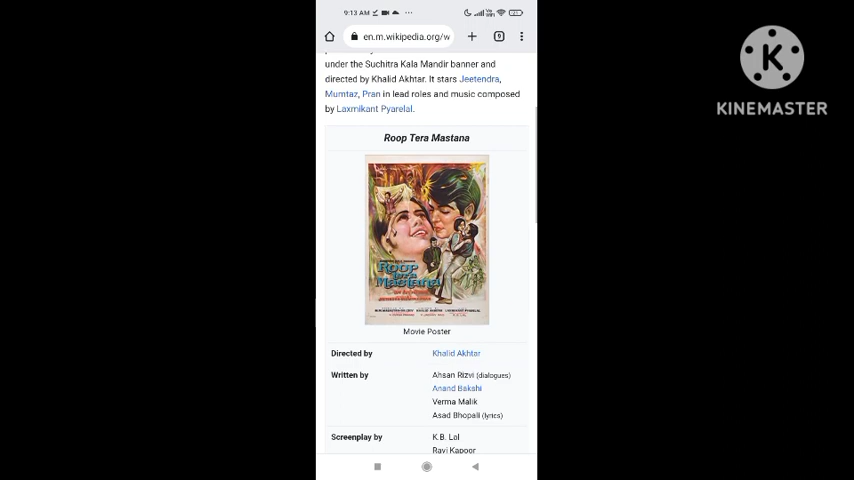 9:13 AM
en.m.wikipedia.org/w
9
under the Suchitra Kala Mandir banner and
directed by Khalid Akhtar. It stars Jeetendra,
Mumtaz, Pran in lead roles and music composed
by Laxmikant Pyarelal.
Roop Tera Mastana
ROOP
tera
MASTANA
Movie Poster
Directed by Khalid Akhtar
Written by Ahsan Rizvi (dialogues)
Anand Bakshi
Verma Malik
Asad Bhopali (lyrics)
Screenplay by K.B. Lal
Ravi Kapoor
K
KINEMASTER